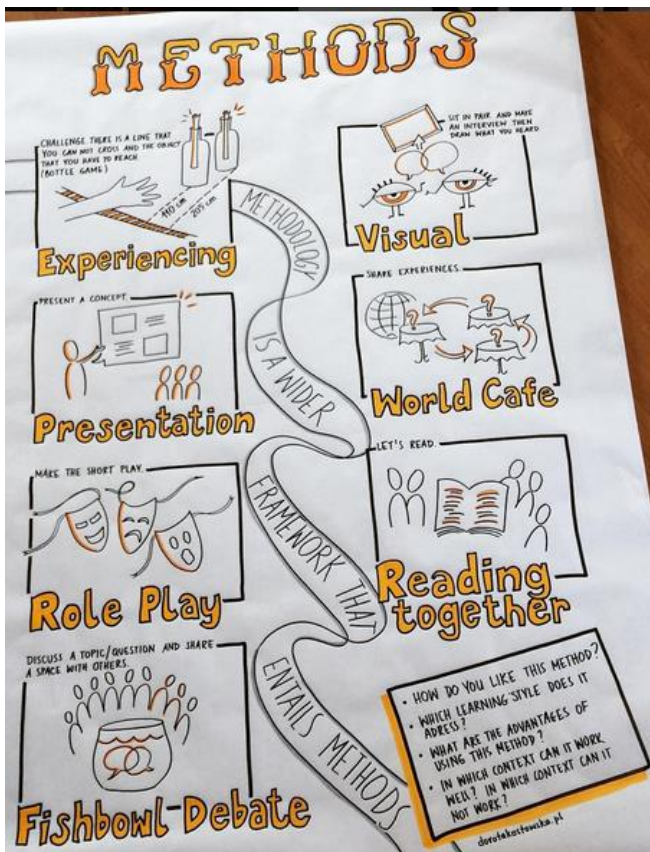 METHODS
CHALLENGE THERE IS A LINE THAT
YOU CAN NOT CROSS AND THE OBJECT
THAT YOU HAVE TO REACH
(BOTTLE GAME)
110 cm
205 cm
Experiencing
SIT IN PAIR AND HAVE
AN INTERVIEW THEN
DRAW WHAT YOU HEARD
Visual
PRESENT A CONCEPT.
Presentation
SHARE EXPERIENCES.
? ? ?
World Cafe
MAKE THE SHORT PLAY.
Role Play
LET'S READ.
Reading
together
DISCUSS A TOPIC/QUESTION AND SHARE
A SPACE WITH OTHERS.
Fishbowl-Debate
METHODOLOGY
IS A WIDER
FRAMEWORK THAT
ENTAILS METHODS
• HOW DO YOU LIKE THIS METHOD?
• WHICH LEARNING STYLE DOES IT
ADRESS?
• WHAT ARE THE ADVANTAGES OF
USING THIS METHOD?
• IN WHICH CONTEXT CAN IT WORK
WELL? IN WHICH CONTEXT CAN IT
NOT WORK?
dorotakostowska.pl